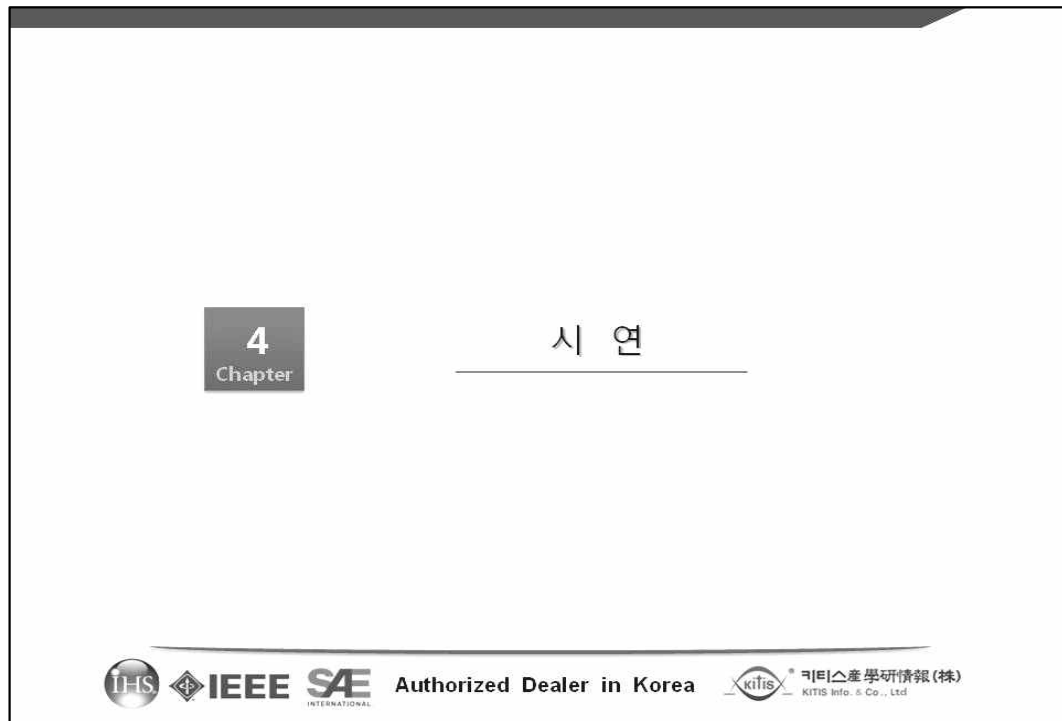 4
Chapter
시 연
IHS
IEEE
SAE
INTERNATIONAL
Authorized Dealer in Korea
KiTiS
키티스産學硏情報(株)
KITIS Info. & Co., Ltd